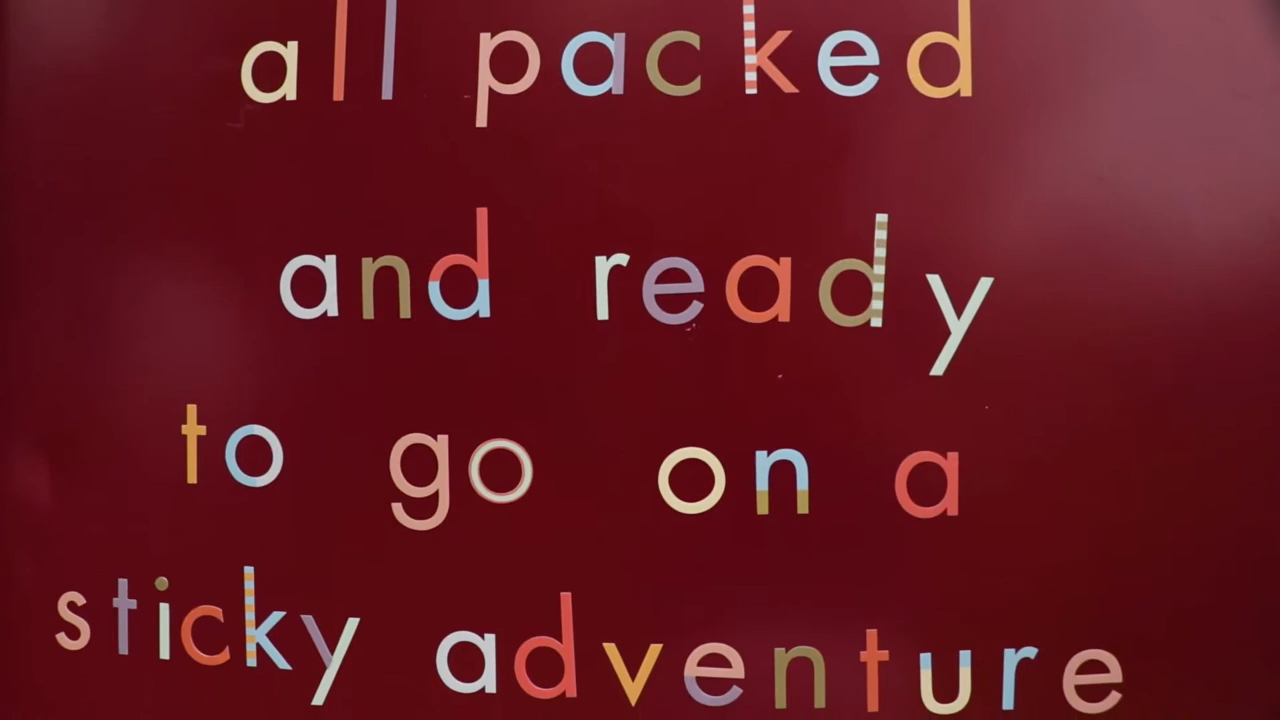 all packed
and ready
to go on a
sticky adventure